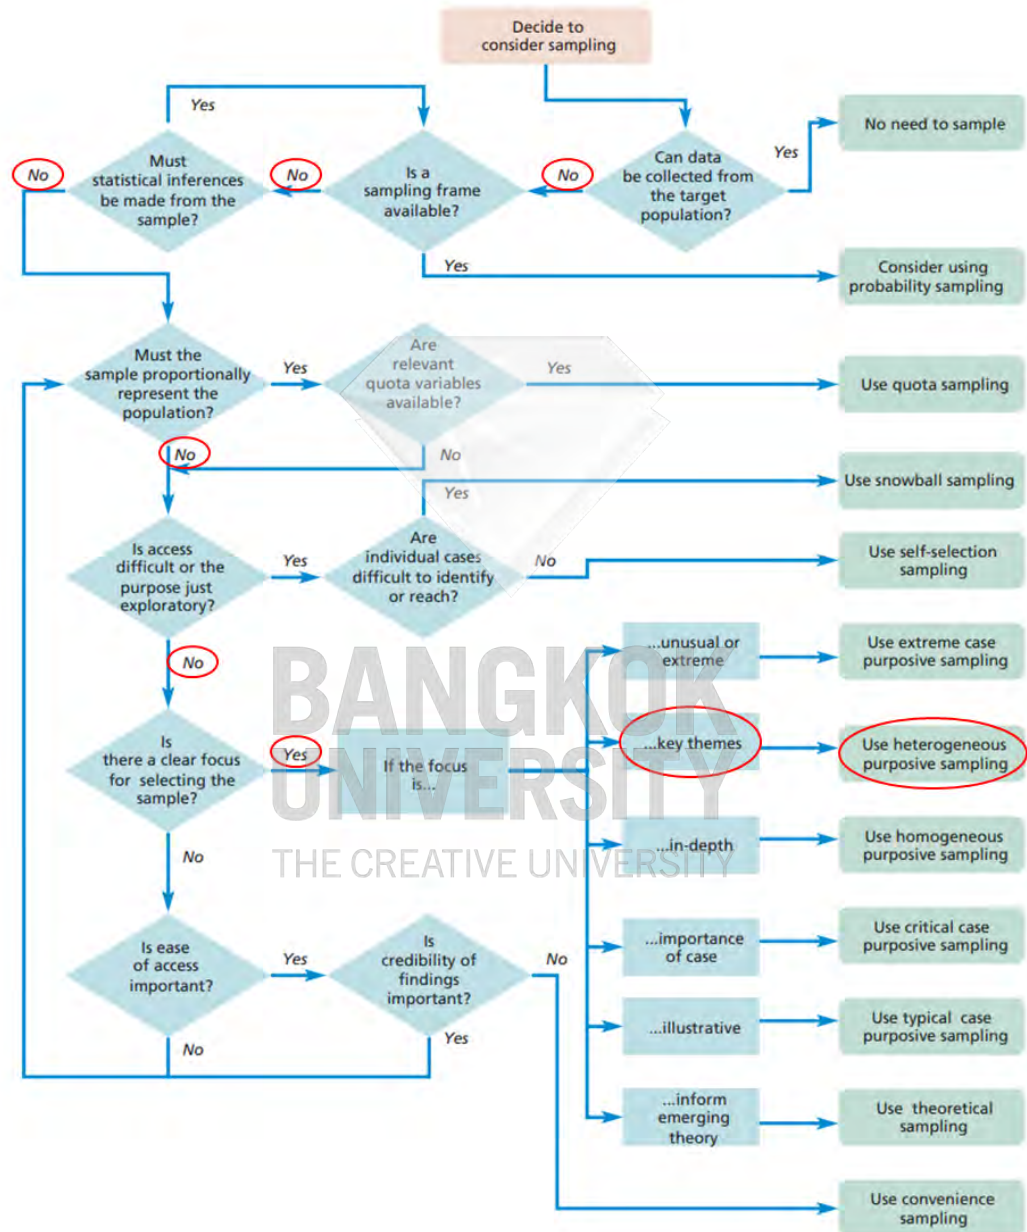 Decide to
consider sampling
Yes
No need to sample
Yes
No
Must
statistical inferences
be made from the
sample?
No
Is a
sampling frame
available?
No
Can data
be collected from
the target
population?
Yes
Consider using
probability sampling
Must the
sample proportionally
represent the
population?
Yes
Are
relevant
quota variables
available?
Yes
Use quota sampling
No
No
Yes
Use snowball sampling
Is access
difficult or the
purpose just
exploratory?
Yes
Are
individual cases
difficult to identify
or reach?
No
Use self-selection
sampling
No
...unusual or
extreme
Use extreme case
purposive sampling
BANGKOK
UNIVERSITY
THE CREATIVE UNIVERSITY
Is
there a clear focus
for selecting the
sample?
Yes
If the focus
is...
...key themes
Use heterogeneous
purposive sampling
...in-depth
Use homogeneous
purposive sampling
No
Is ease
of access
important?
Yes
Is
credibility of
findings
important?
No
...importance
of case
Use critical case
purposive sampling
...illustrative
Use typical case
purposive sampling
No
Yes
...inform
emerging
theory
Use theoretical
sampling
Use convenience
sampling